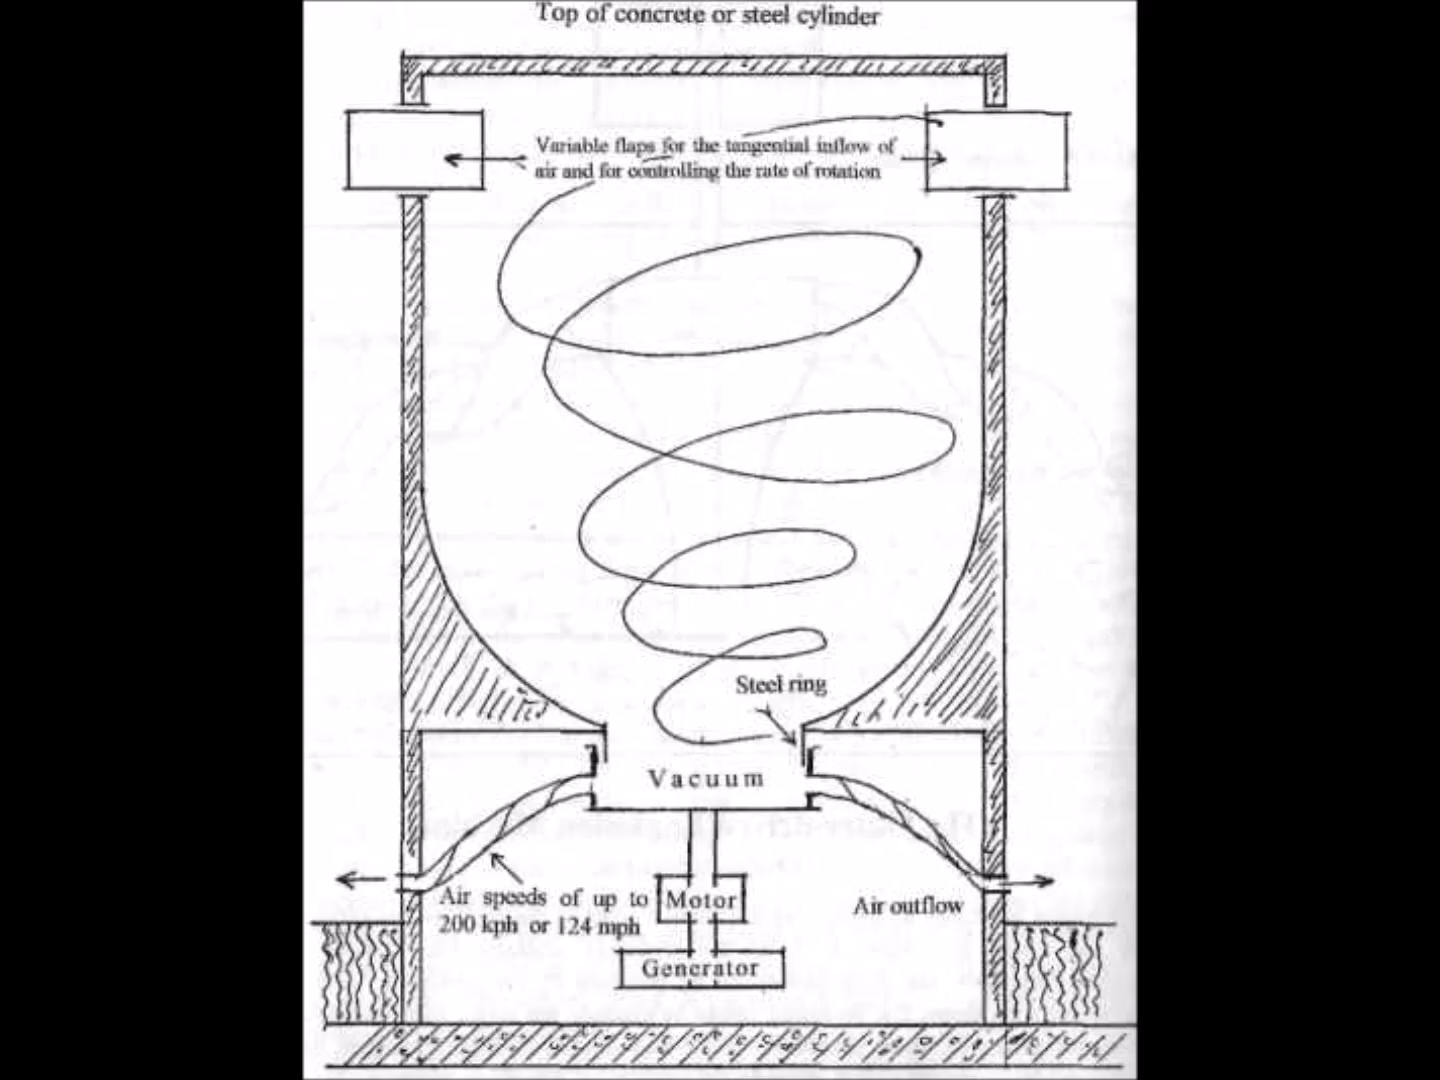 Top of concrete or steel cylinder
Variable flaps for the tangential inflow of
air and for controlling the rate of rotation
Steel ring
Vacuum
Air speeds of up to
200 kph or 124 mph
Motor
Air outflow
Generator